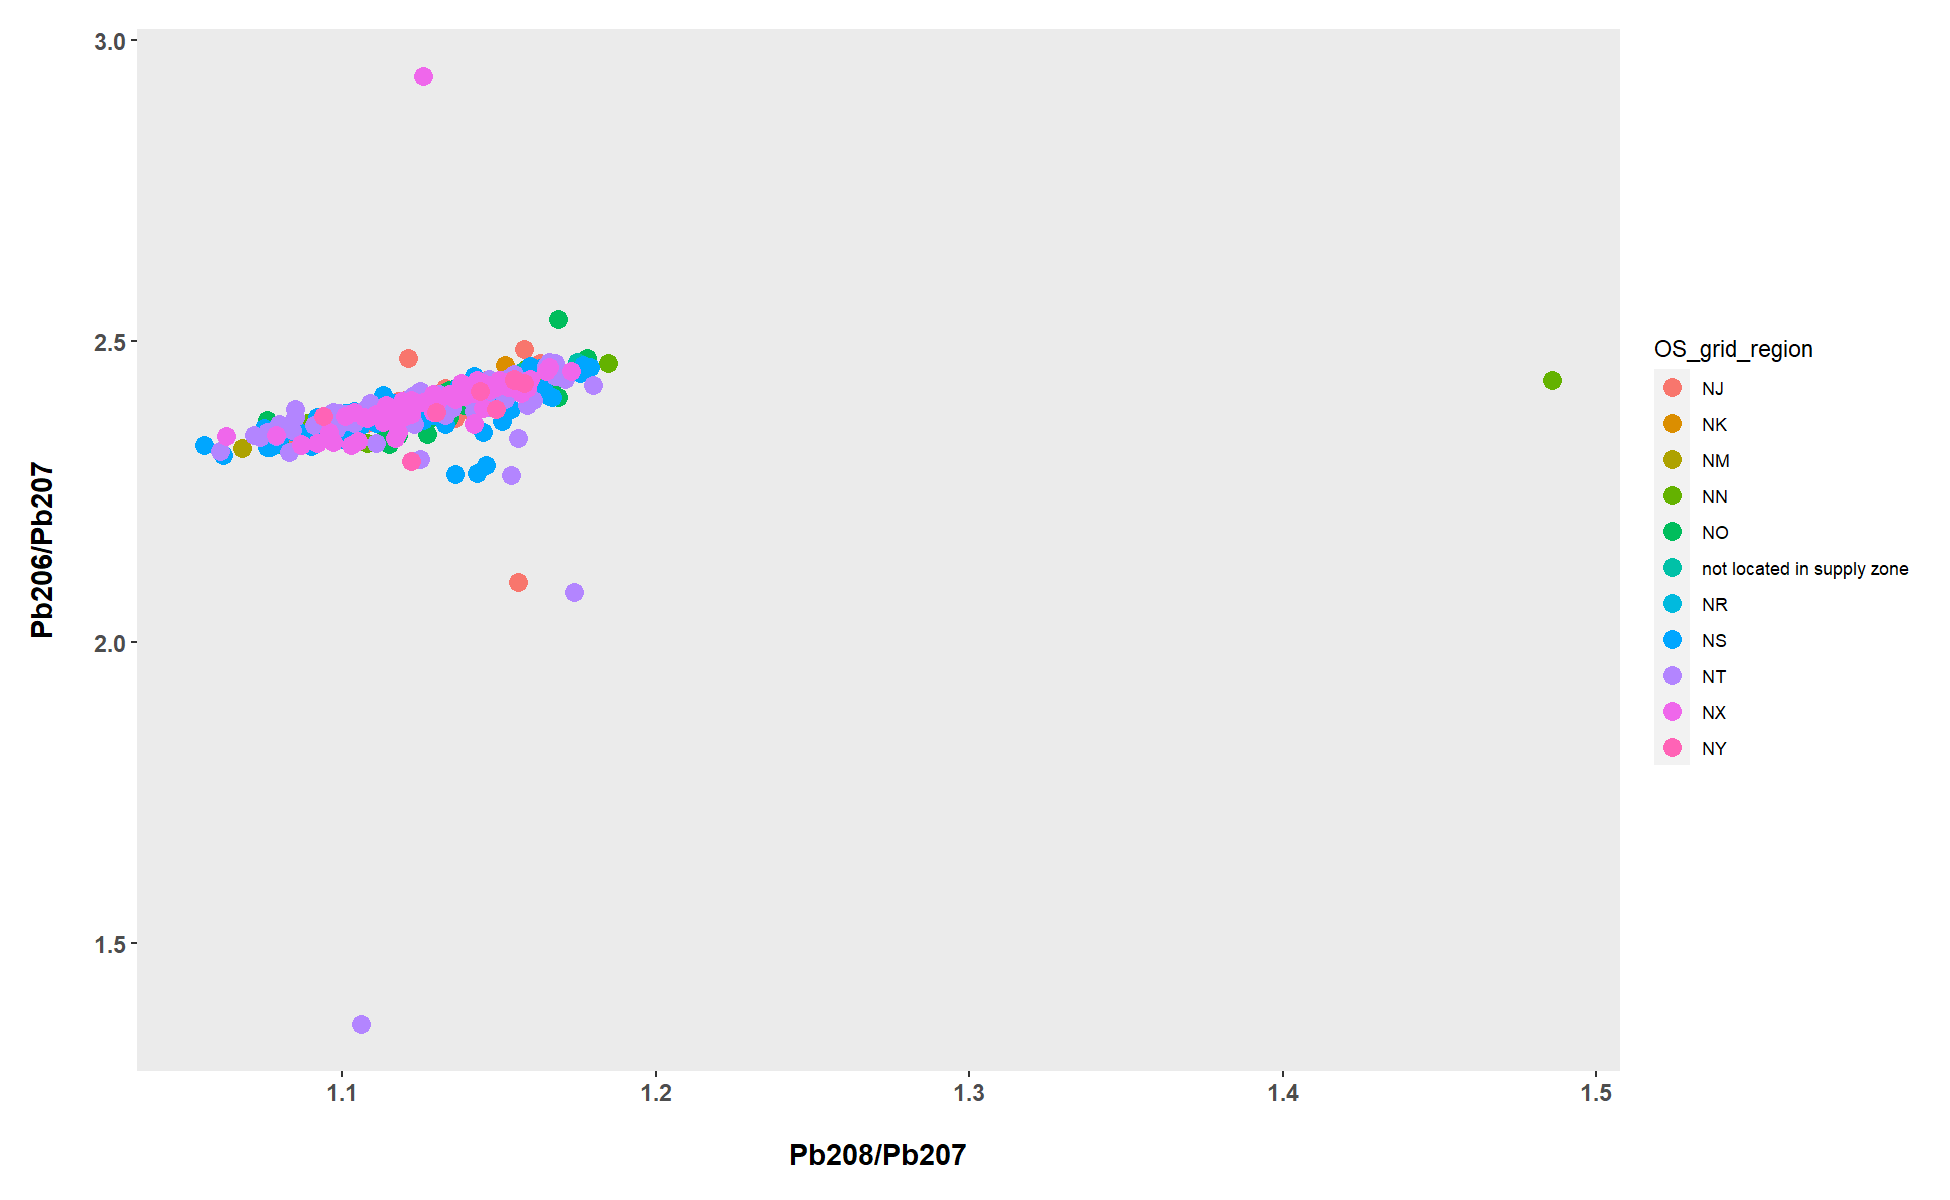 3.0
2.5
2.0
1.5
Pb206/Pb207
1.1
1.2
1.3
1.4
1.5
Pb208/Pb207
OS_grid_region
NJ
NK
NM
NN
NO
not located in supply zone
NR
NS
NT
NX
NY